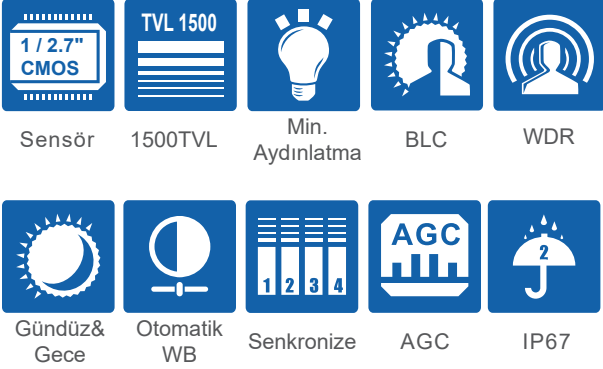 1 / 2.7"
CMOS
TVL 1500
Sensör
1500TVL
Min.
Aydınlatma
BLC
WDR
1 2 3 4
AGC
2
Gündüz&
Gece
Otomatik
WB
Senkronize
AGC
IP67